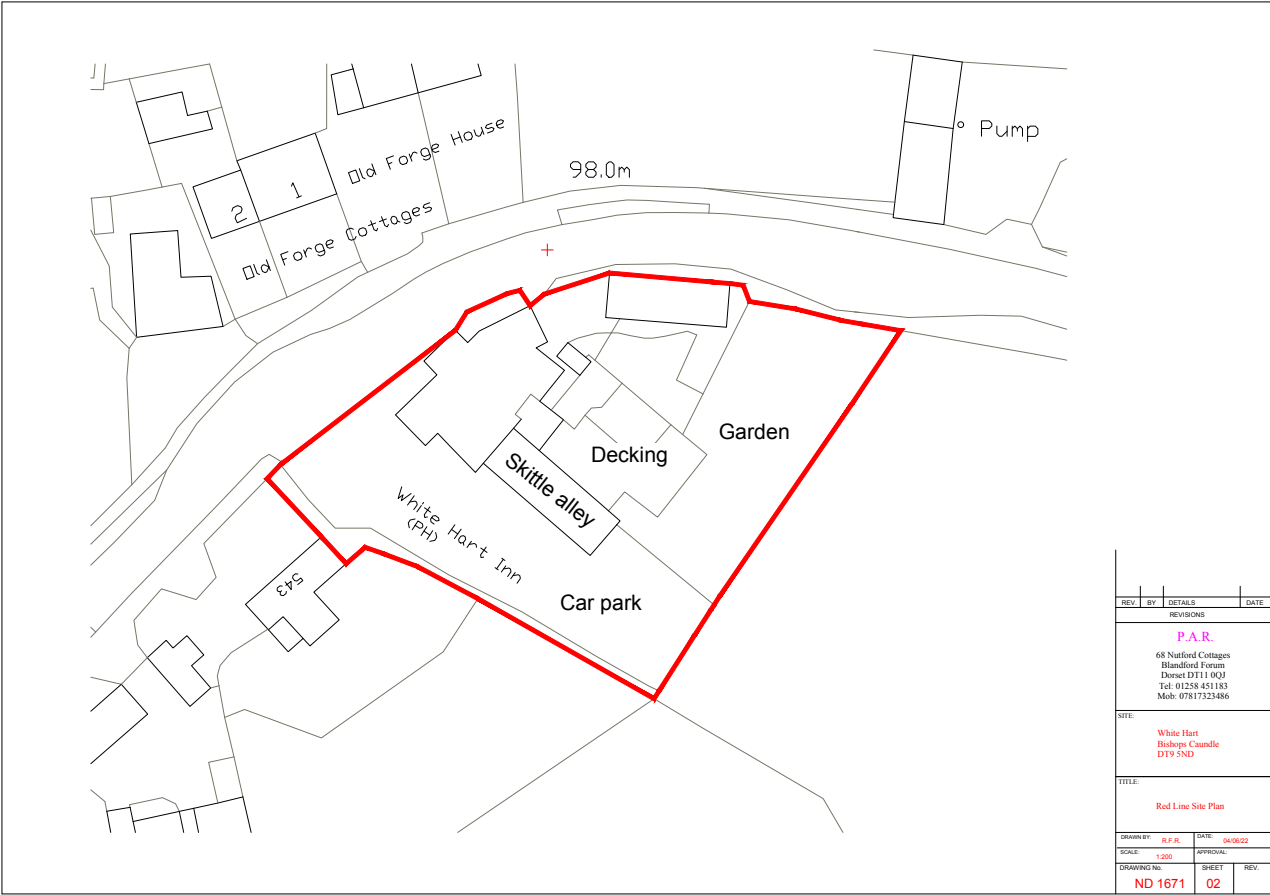 Old Forge House
98.0m
Pump
1
2
Old Forge Cottages
Garden
Decking
Skittle alley
White Hart Inn
(PH)
543
Car park
REV. BY DETAILS DATE
REVISIONS
P.A.R.
68 Nutford Cottages
Blandford Forum
Dorset DT11 0QJ
Tel: 01258 451183
Mob: 07817323486
SITE:
White Hart
Bishops Caundle
DT9 5ND
TITLE:
Red Line Site Plan
DRAWN BY: R.F.R. DATE: 04/06/22
SCALE: 1:200 APPROVAL:
DRAWING No. SHEET REV.
ND 1671 02